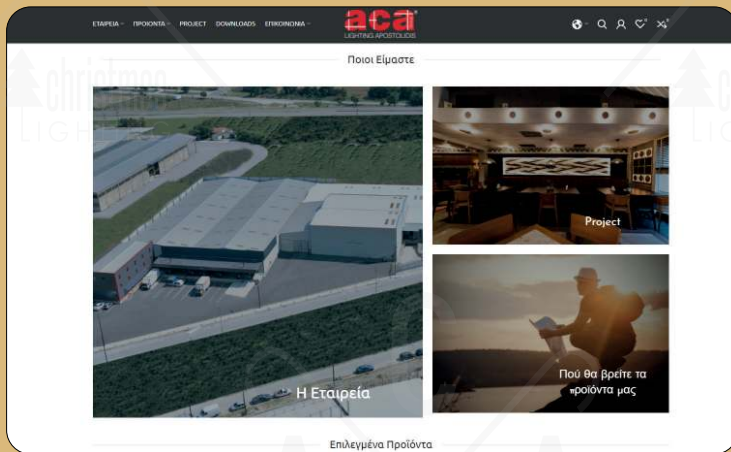 ΕΤΑΙΡΕΙΑ ΠΡΟΙΟΝΤΑ PROJECT DOWNLOADS ΕΠΙΚΟΙΝΩΝΙΑ
aca
LIGHTING APOSTOLIDIS
Ποιοι Είμαστε
christmas
LIGH
Project
Η Εταιρεία
Πού θα βρείτε τα
προϊόντα μας
Επιλεγμένα Προϊόντα